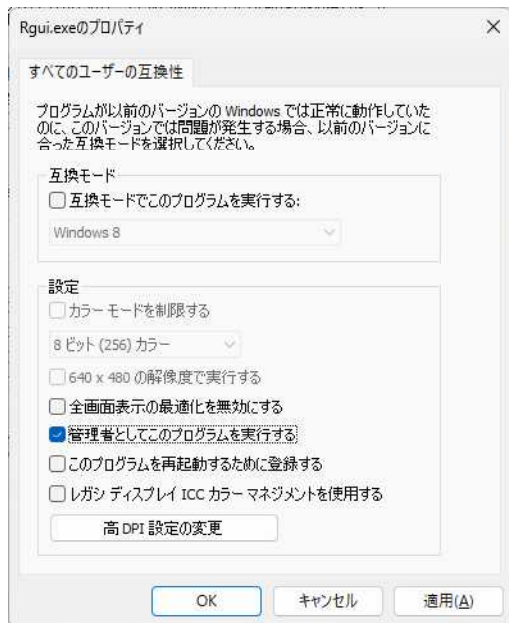 Rgui.exeのプロパティ
すべてのユーザーの互換性
プログラムが以前のバージョンの Windows では正常に動作していた
のに、このバージョンでは問題が発生する場合、以前のバージョンに
合った互換モードを選択してください。
互換モード
互換モードでこのプログラムを実行する:
Windows 8
設定
カラー モードを制限する
8 ビット (256) カラー
640 x 480 の解像度で実行する
全画面表示の最適化を無効にする
管理者としてこのプログラムを実行する
このプログラムを再起動するために登録する
レガシ ディスプレイ ICC カラー マネジメントを使用する
高 DPI 設定の変更
OK キャンセル 適用(A)